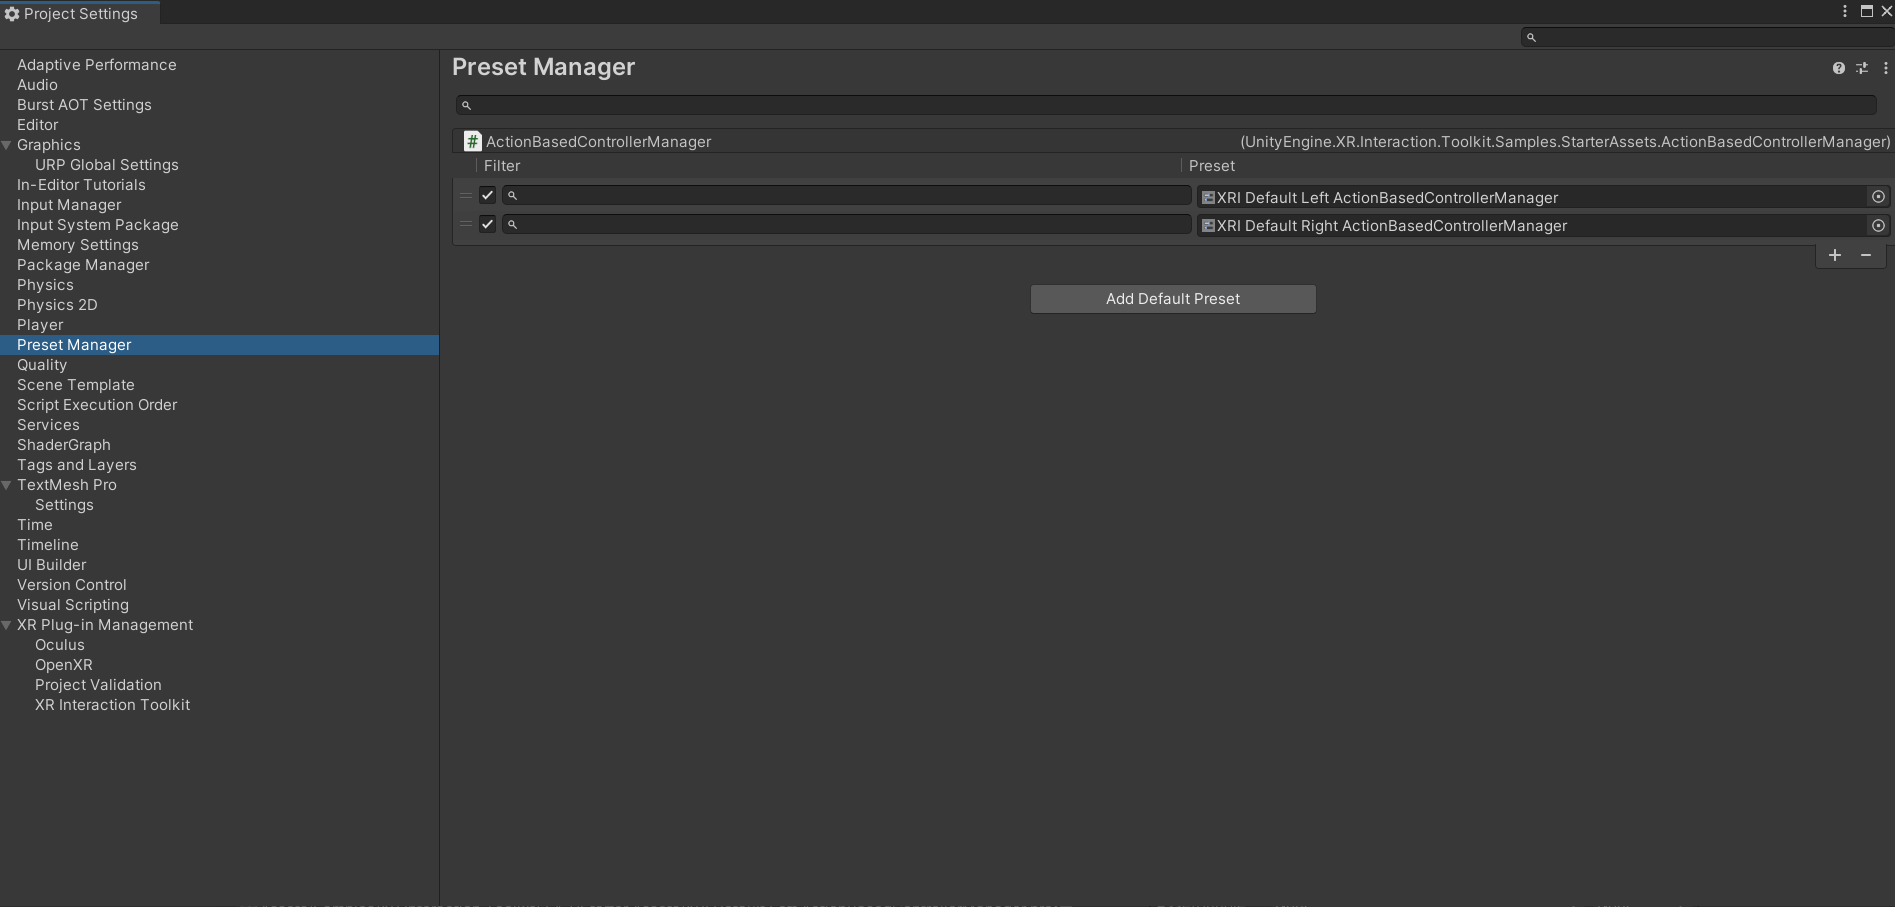 Project Settings
Adaptive Performance
Audio
Burst AOT Settings
Editor
Graphics
URP Global Settings
In-Editor Tutorials
Input Manager
Input System Package
Memory Settings
Package Manager
Physics
Physics 2D
Player
Preset Manager
Quality
Scene Template
Script Execution Order
Services
ShaderGraph
Tags and Layers
TextMesh Pro
Settings
Time
Timeline
UI Builder
Version Control
Visual Scripting
XR Plug-in Management
Oculus
OpenXR
Project Validation
XR Interaction Toolkit
Preset Manager
# ActionBasedControllerManager (UnityEngine.XR.Interaction.Toolkit.Samples.StarterAssets.ActionBasedControllerManager)
Filter Preset
XRI Default Left ActionBasedControllerManager
XRI Default Right ActionBasedControllerManager
+ −
Add Default Preset